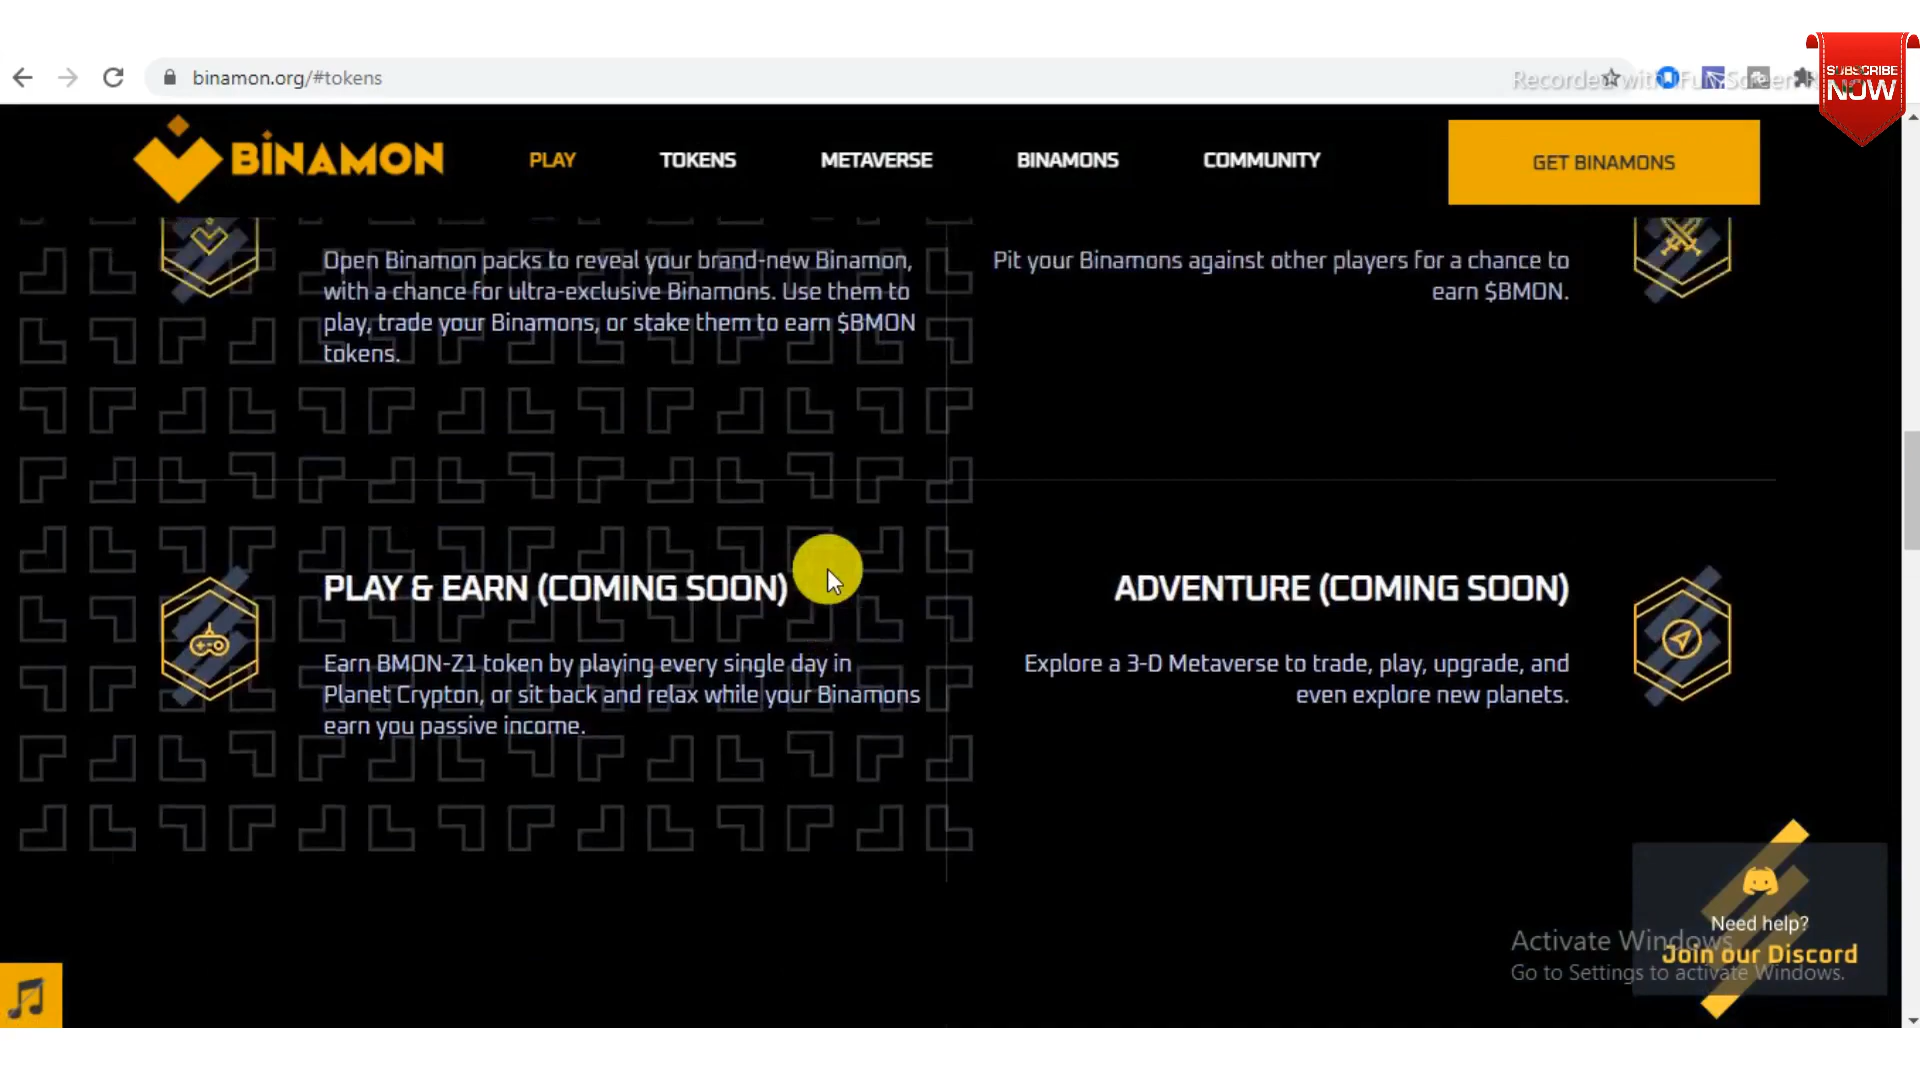 binamon.org/#tokens
Recorded with iFun Screen
SUBSCRIBE
NOW
BINAMON
PLAY
TOKENS
METAVERSE
BINAMONS
COMMUNITY
GET BINAMONS
Open Binamon packs to reveal your brand-new Binamon,
with a chance for ultra-exclusive Binamons. Use them to
play, trade your Binamons, or stake them to earn $BMON
tokens.
Pit your Binamons against other players for a chance to
earn $BMON.
PLAY & EARN (COMING SOON)
Earn BMON-Z1 token by playing every single day in
Planet Crypton, or sit back and relax while your Binamons
earn you passive income.
ADVENTURE (COMING SOON)
Explore a 3-D Metaverse to trade, play, upgrade, and
even explore new planets.
Need help?
Join our Discord
Activate Windows
Go to Settings to activate Windows.